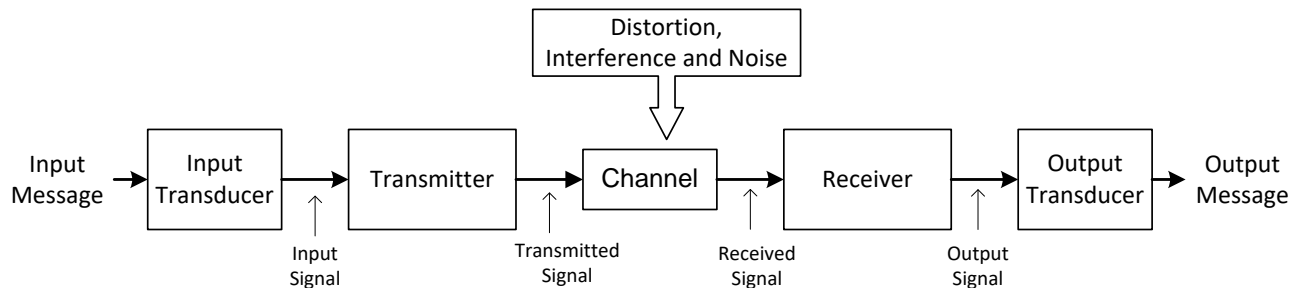 Distortion,
Interference and Noise
Input
Message
Input
Transducer
Transmitter
Channel
Receiver
Output
Transducer
Output
Message
Input
Signal
Transmitted
Signal
Received
Signal
Output
Signal